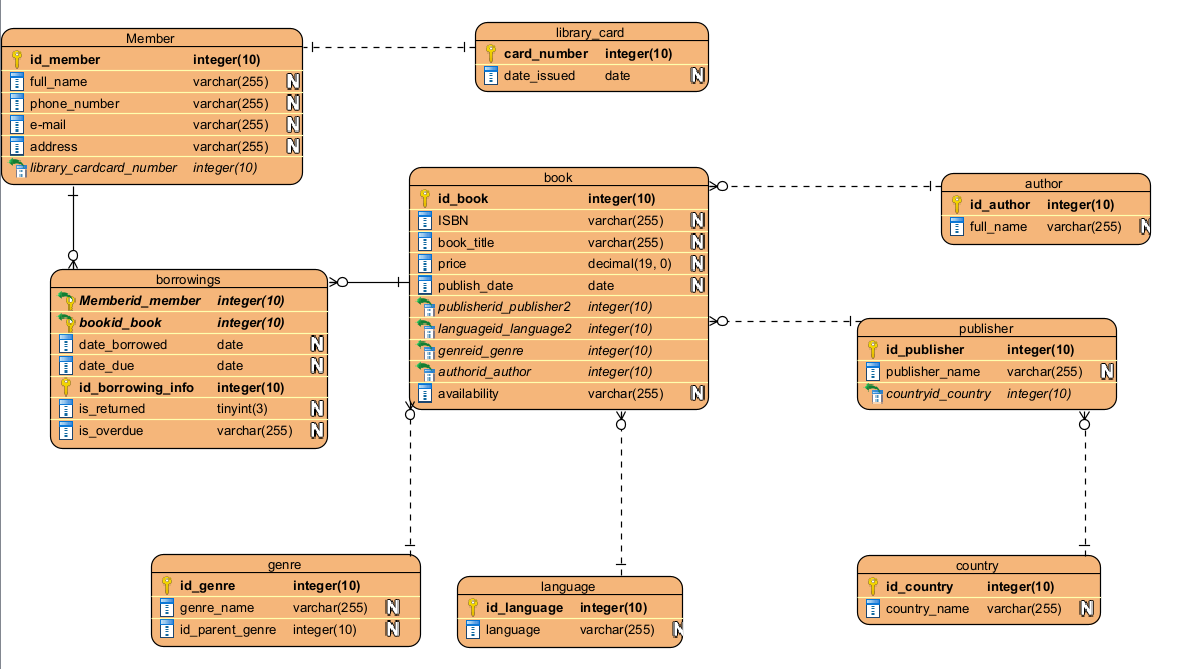 Member
id_member integer(10)
full_name varchar(255) N
phone_number varchar(255) N
e-mail varchar(255) N
address varchar(255) N
library_cardcard_number integer(10)
library_card
card_number integer(10)
date_issued date N
book
id_book integer(10)
ISBN varchar(255) N
book_title varchar(255) N
price decimal(19, 0) N
publish_date date N
publisherid_publisher2 integer(10)
languageid_language2 integer(10)
genreid_genre integer(10)
authorid_author integer(10)
availability varchar(255) N
author
id_author integer(10)
full_name varchar(255) N
borrowings
Memberid_member integer(10)
bookid_book integer(10)
date_borrowed date N
date_due date N
id_borrowing_info integer(10)
is_returned tinyint(3) N
is_overdue varchar(255) N
publisher
id_publisher integer(10)
publisher_name varchar(255) N
countryid_country integer(10)
genre
id_genre integer(10)
genre_name varchar(255) N
id_parent_genre integer(10) N
language
id_language integer(10)
language varchar(255) N
country
id_country integer(10)
country_name varchar(255) N